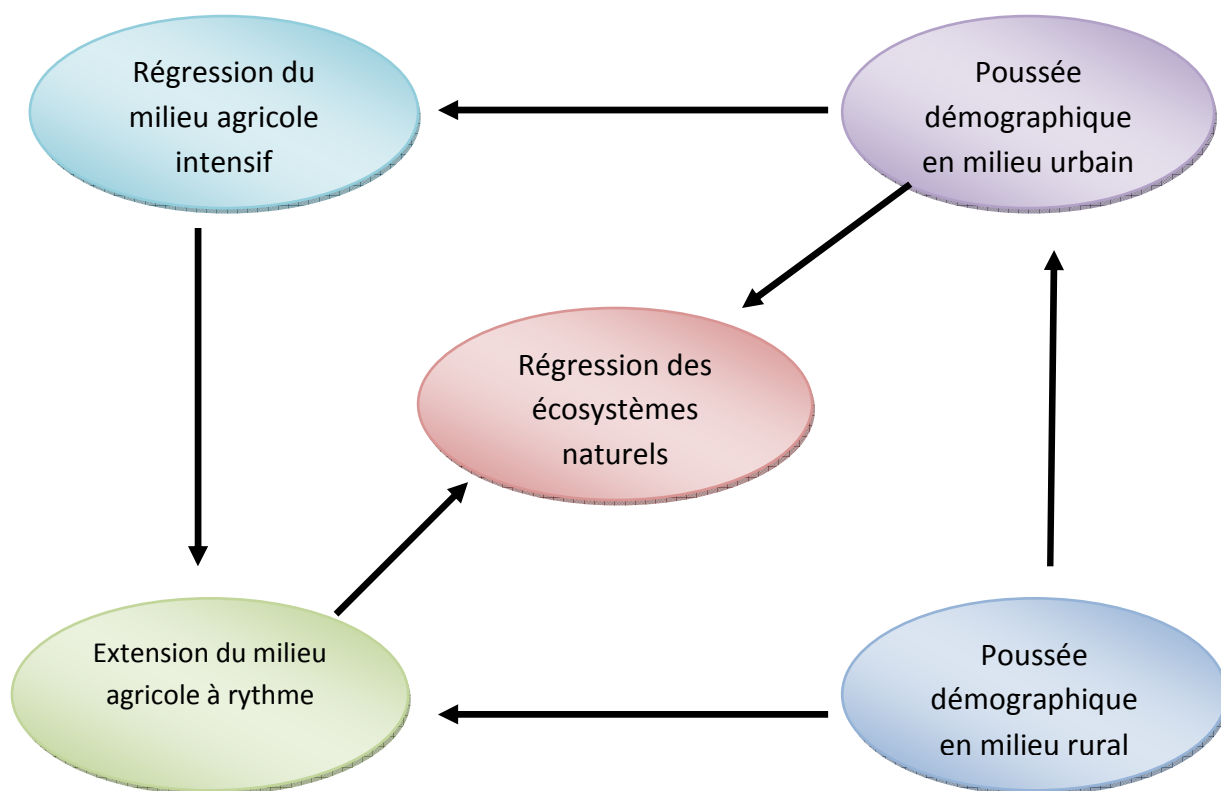 Régression du
milieu agricole
intensif
Poussée
démographique
en milieu urbain
Régression des
écosystèmes
naturels
Extension du milieu
agricole à rythme
Poussée
démographique
en milieu rural